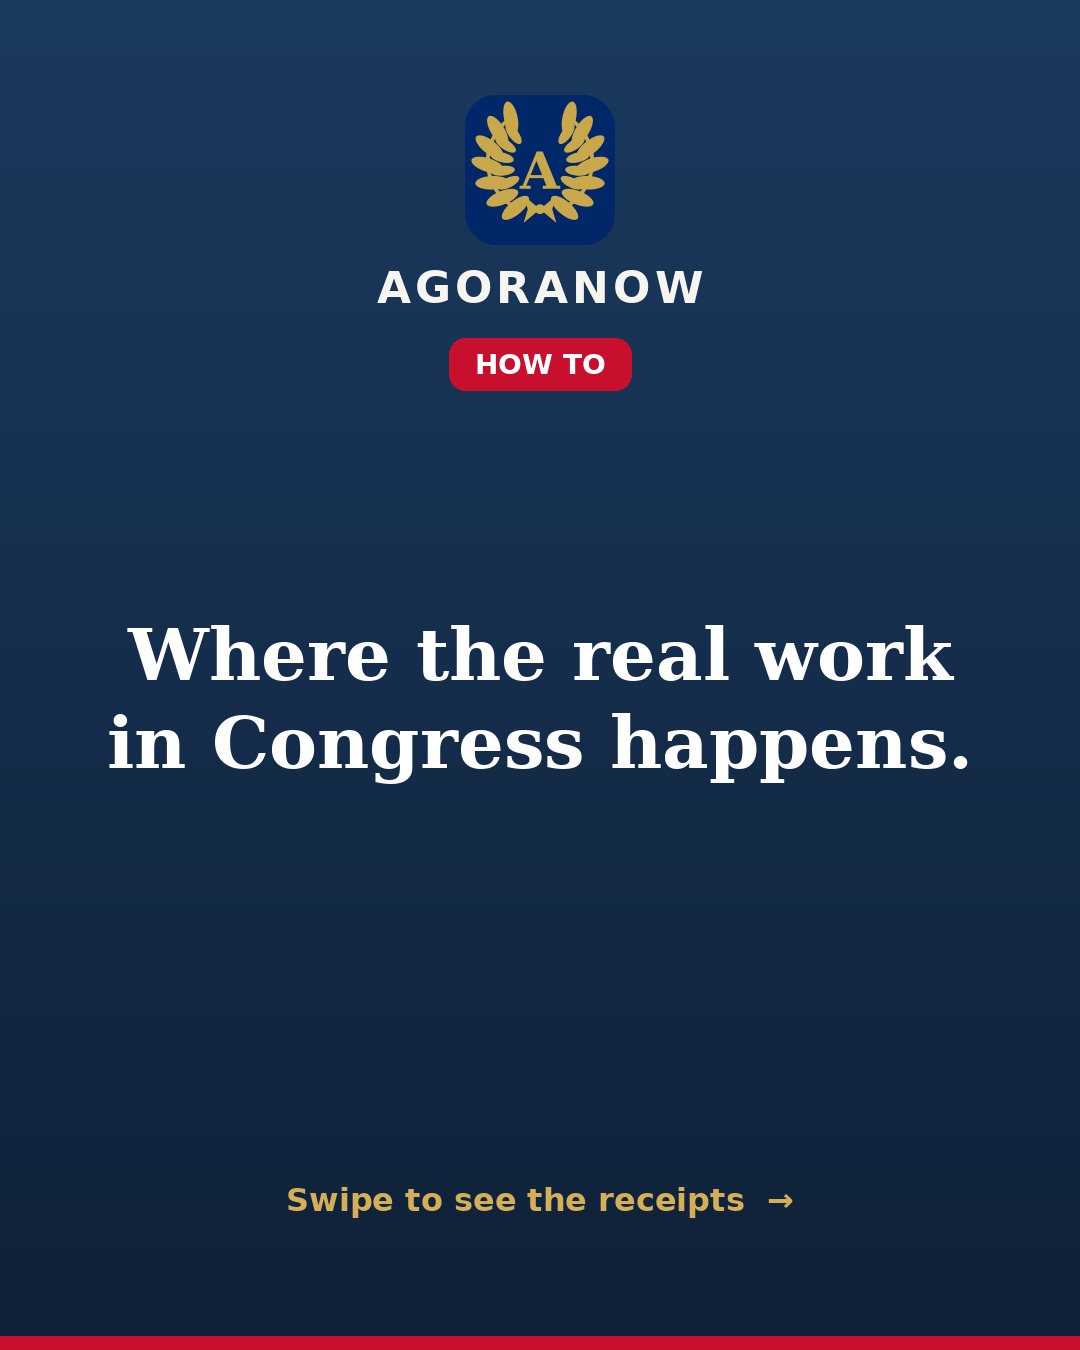 A
AGORANOW
HOW TO
Where the real work
in Congress happens.
Swipe to see the receipts →